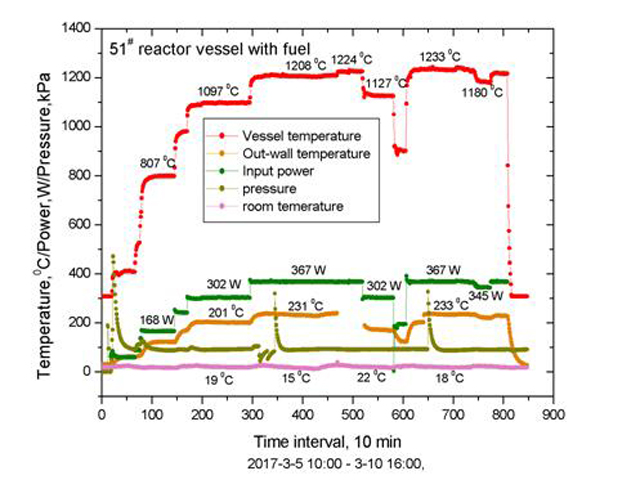 51# reactor vessel with fuel
1224 °C
1233 °C
1208 °C
1127 °C
1180 °C
1097 °C
807 °C
Vessel temperature
Out-wall temperature
Input power
pressure
room temerature
367 W
367 W
302 W
302 W
345 W
168 W
201 °C
231 °C
233 °C
19 °C
15 °C
22 °C
18 °C
Temperature,°C/Power,W/Pressure,kPa
1400
1200
1000
800
600
400
200
0
0 100 200 300 400 500 600 700 800 900
Time interval, 10 min
2017-3-5 10:00 - 3-10 16:00,